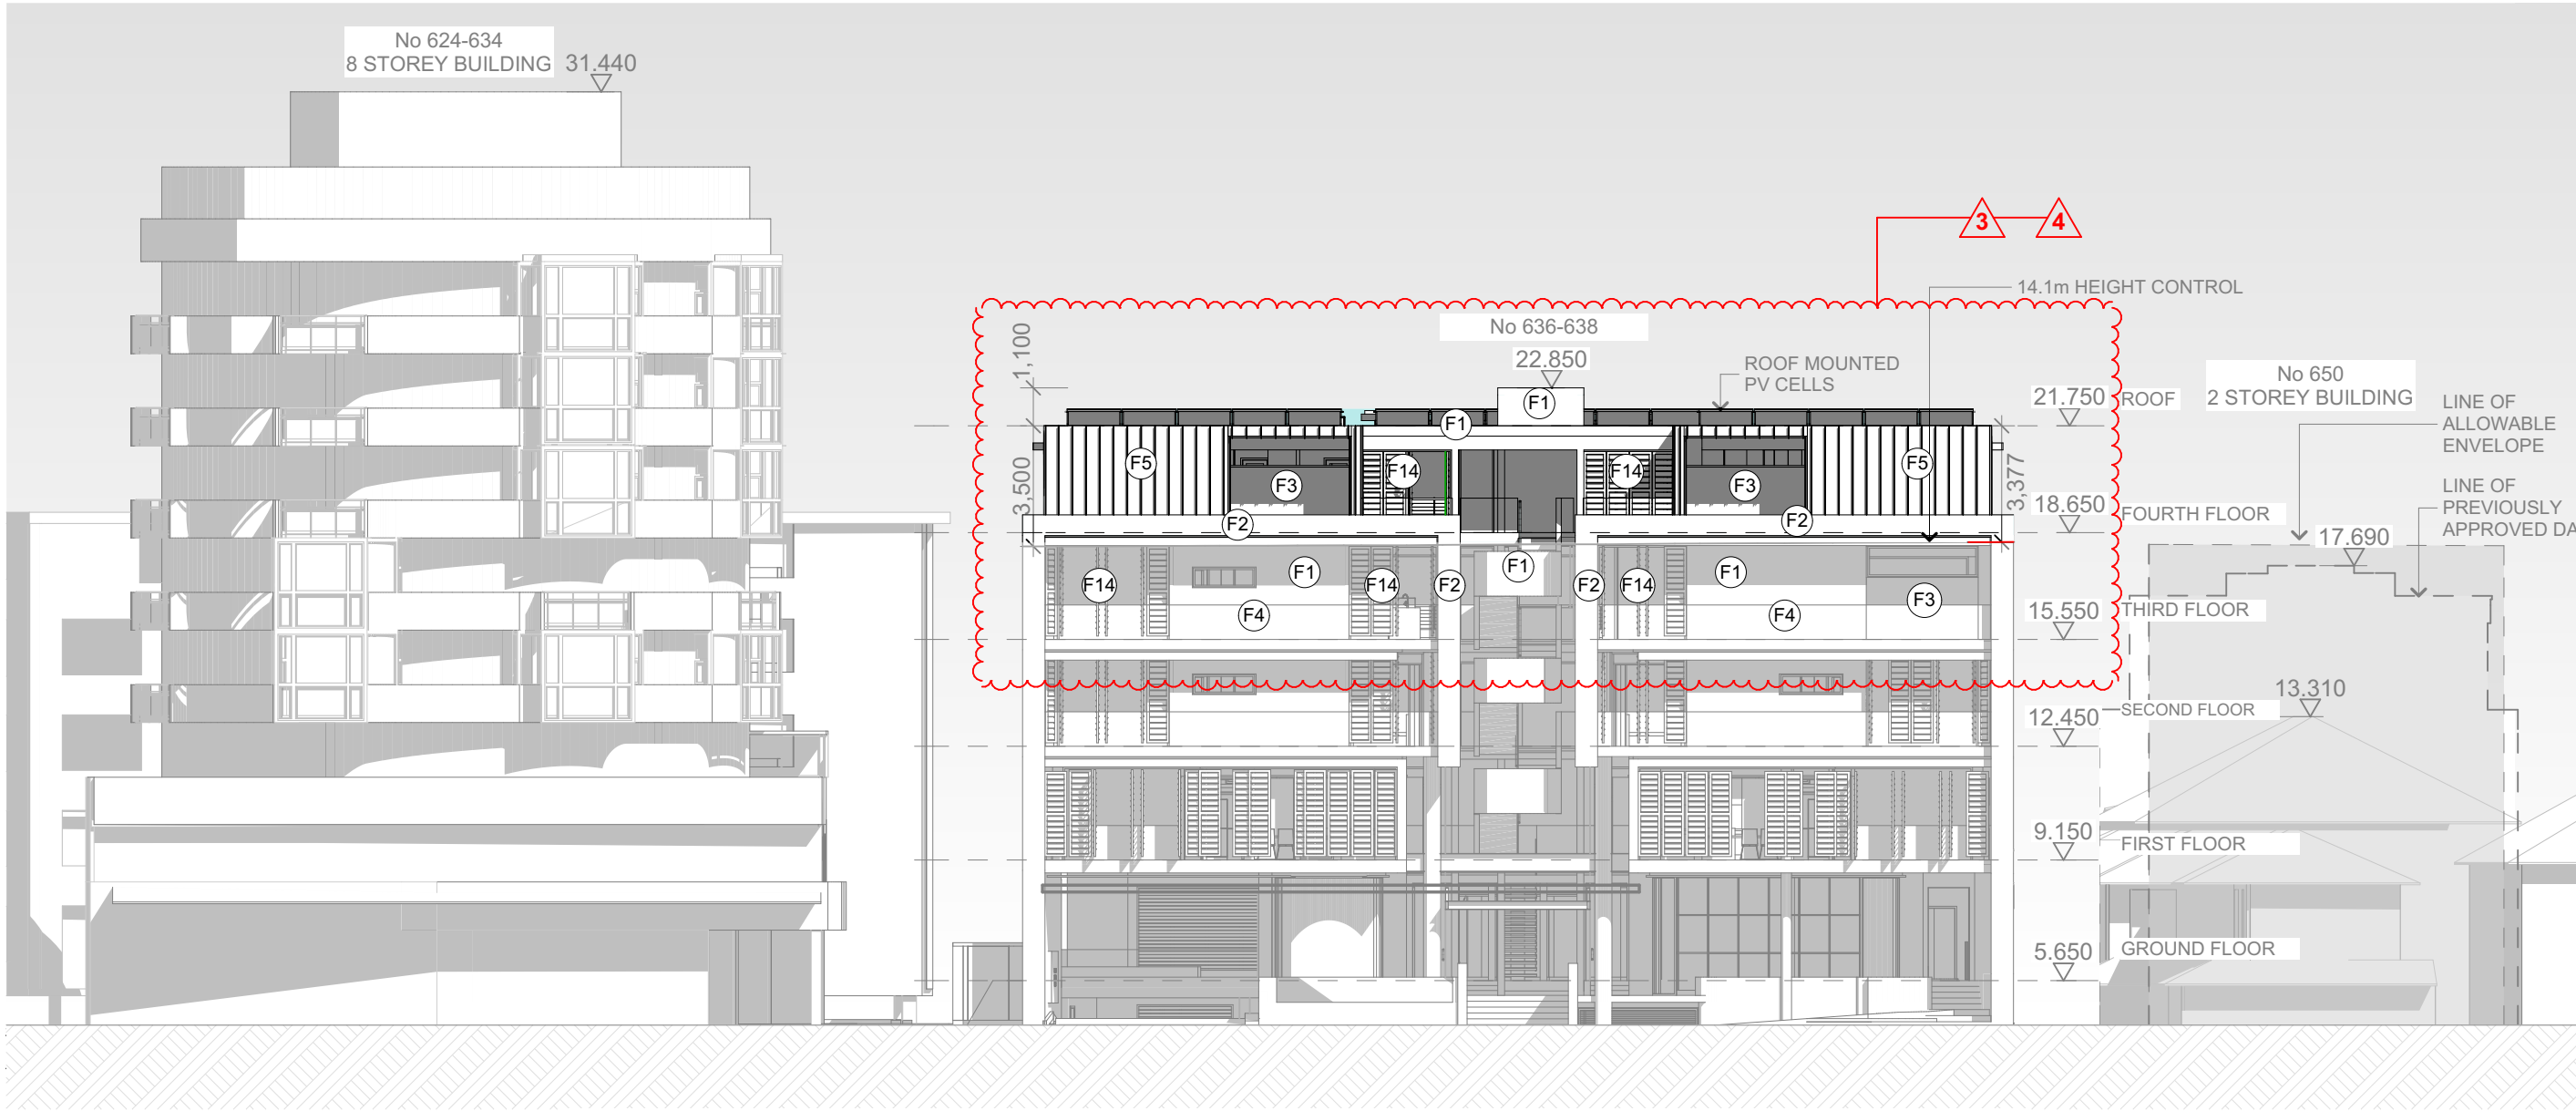 No 624-634
8 STOREY BUILDING
31.440
3
4
14.1m HEIGHT CONTROL
No 636-638
22.850
1,100
ROOF MOUNTED
PV CELLS
No 650
2 STOREY BUILDING
21.750 ROOF
LINE OF
ALLOWABLE
ENVELOPE
F1
F1
F5
F3
F14
F14
F3
F5
3,500
3,377
LINE OF
PREVIOUSLY
APPROVED DA
18.650 FOURTH FLOOR
F2
F2
17.690
F14
F1
F14
F2
F1
F2
F14
F1
F3
F4
F4
15.550 THIRD FLOOR
13.310
12.450 SECOND FLOOR
9.150 FIRST FLOOR
5.650 GROUND FLOOR